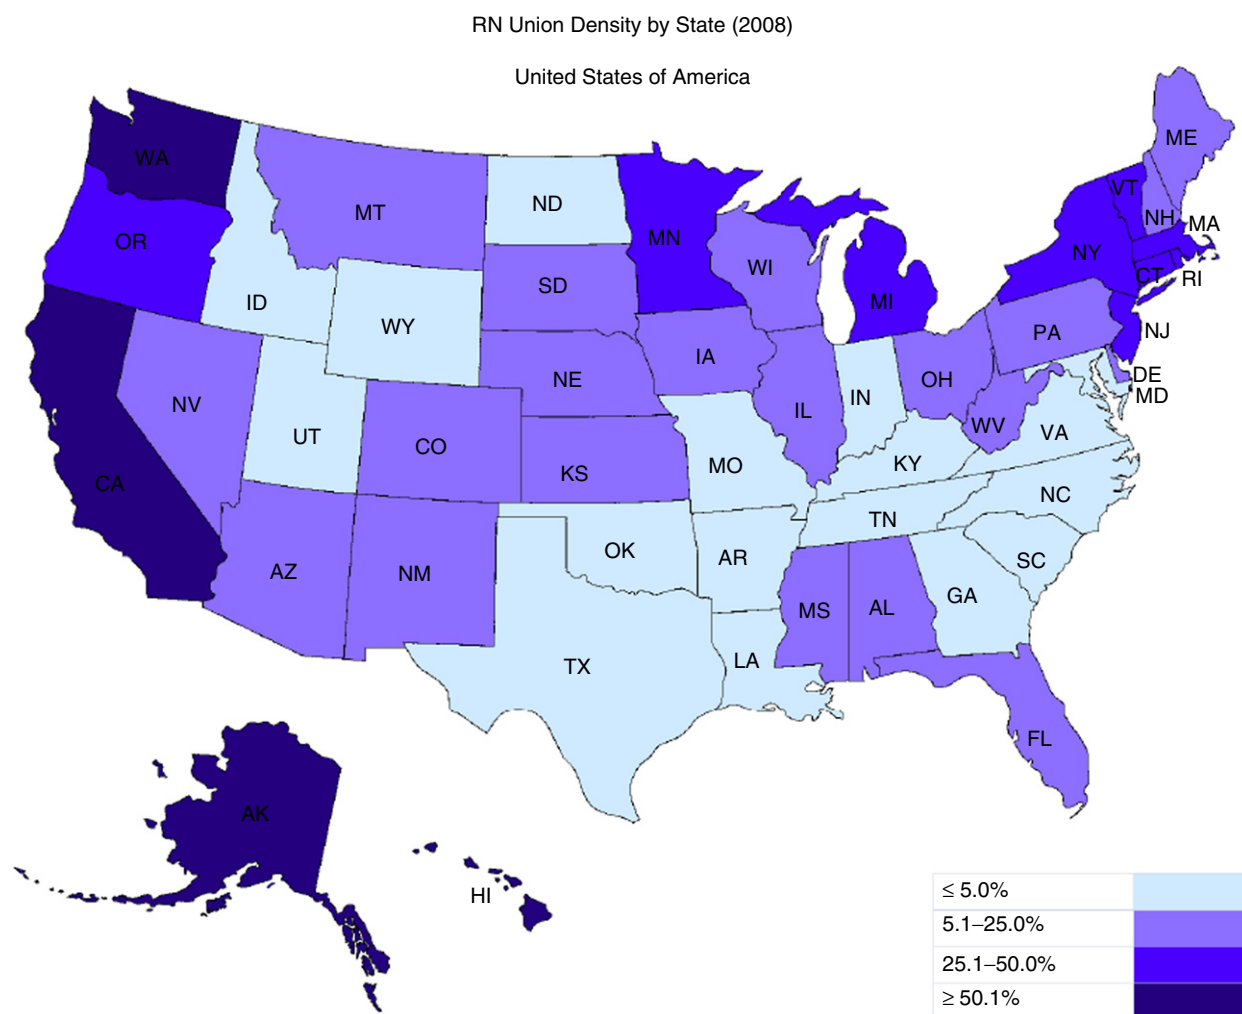 RN Union Density by State (2008)
United States of America
ME
WA
VT
ND
MT
NH
MA
MN
OR
NY
WI
CT
RI
SD
MI
ID
WY
PA
NJ
IA
DE
NE
OH
MD
IN
NV
IL
WV
VA
UT
CO
KY
MO
KS
CA
NC
TN
OK
AR
SC
AZ
NM
GA
MS
AL
LA
TX
FL
AK
HI
≤ 5.0%
5.1–25.0%
25.1–50.0%
≥ 50.1%